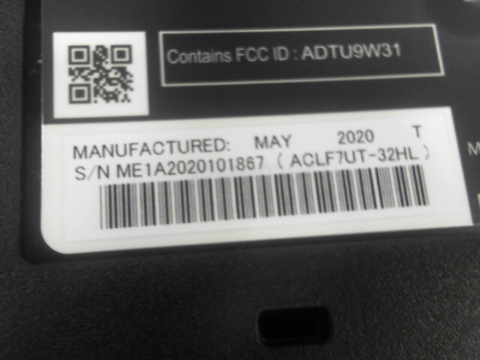 Contains FCC ID : ADTU9W31
MANUFACTURED: MAY 2020 T
S/N ME1A2020101867 ( ACLF7UT-32HL )